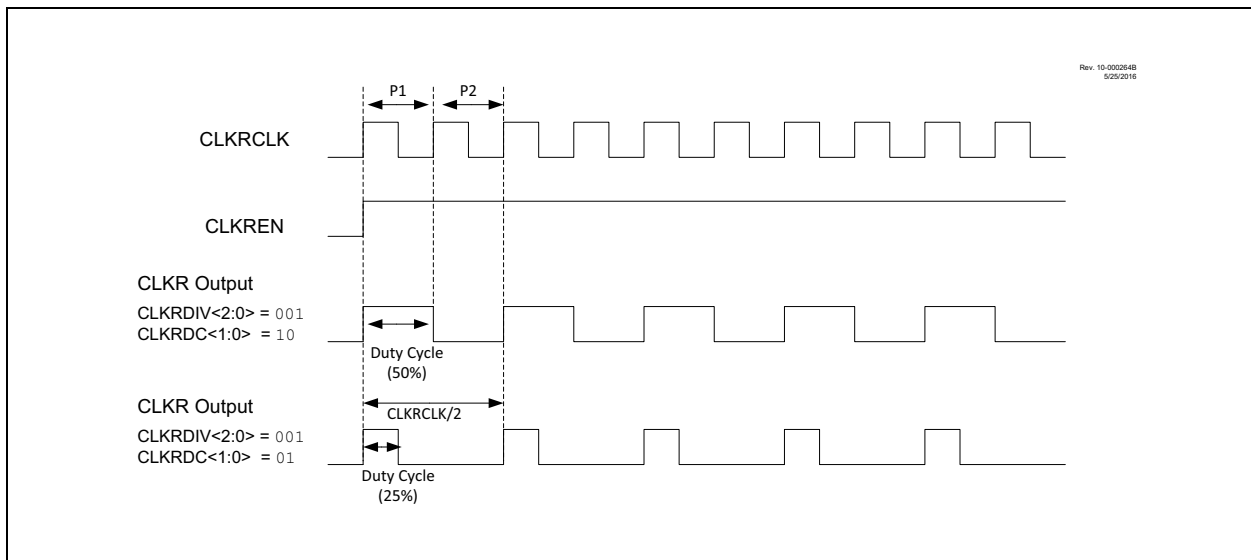 Rev. 10-000264B
5/25/2016
P1
P2
CLKRCLK
CLKREN
CLKR Output
CLKRDIV<2:0> = 001
CLKRDC<1:0> = 10
Duty Cycle
(50%)
CLKR Output
CLKRCLK/2
CLKRDIV<2:0> = 001
CLKRDC<1:0> = 01
Duty Cycle
(25%)